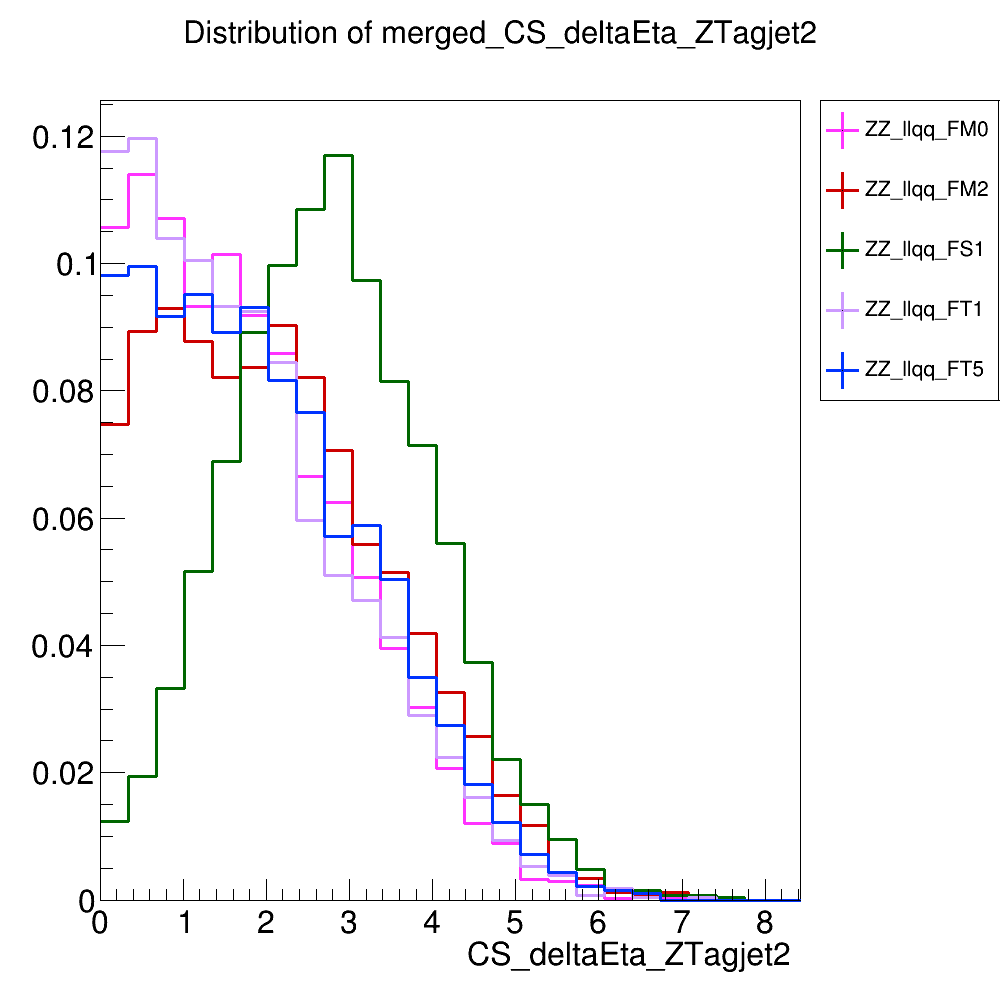 Distribution of merged_CS_deltaEta_ZTagjet2
0.12
0.1
0.08
0.06
0.04
0.02
0
0 1 2 3 4 5 6 7 8
CS_deltaEta_ZTagjet2
ZZ_llqq_FM0
ZZ_llqq_FM2
ZZ_llqq_FS1
ZZ_llqq_FT1
ZZ_llqq_FT5